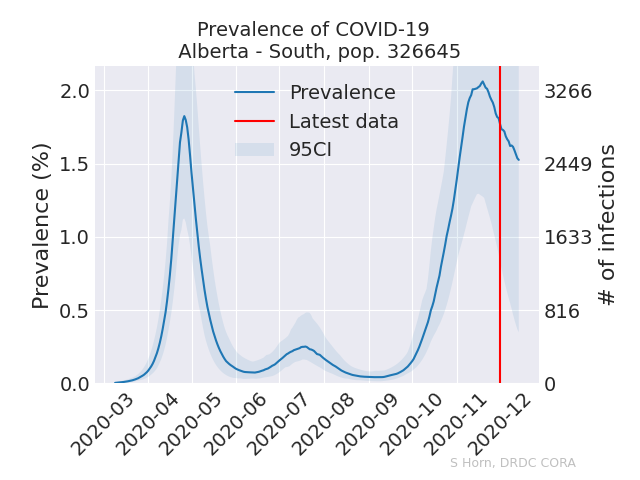 Prevalence of COVID-19
Alberta - South, pop. 326645
Prevalence
Latest data
95CI
Prevalence (%)
2.0
1.5
1.0
0.5
0.0
3266
2449
1633
816
0
# of infections
2020-03
2020-04
2020-05
2020-06
2020-07
2020-08
2020-09
2020-10
2020-11
2020-12
S Horn, DRDC CORA